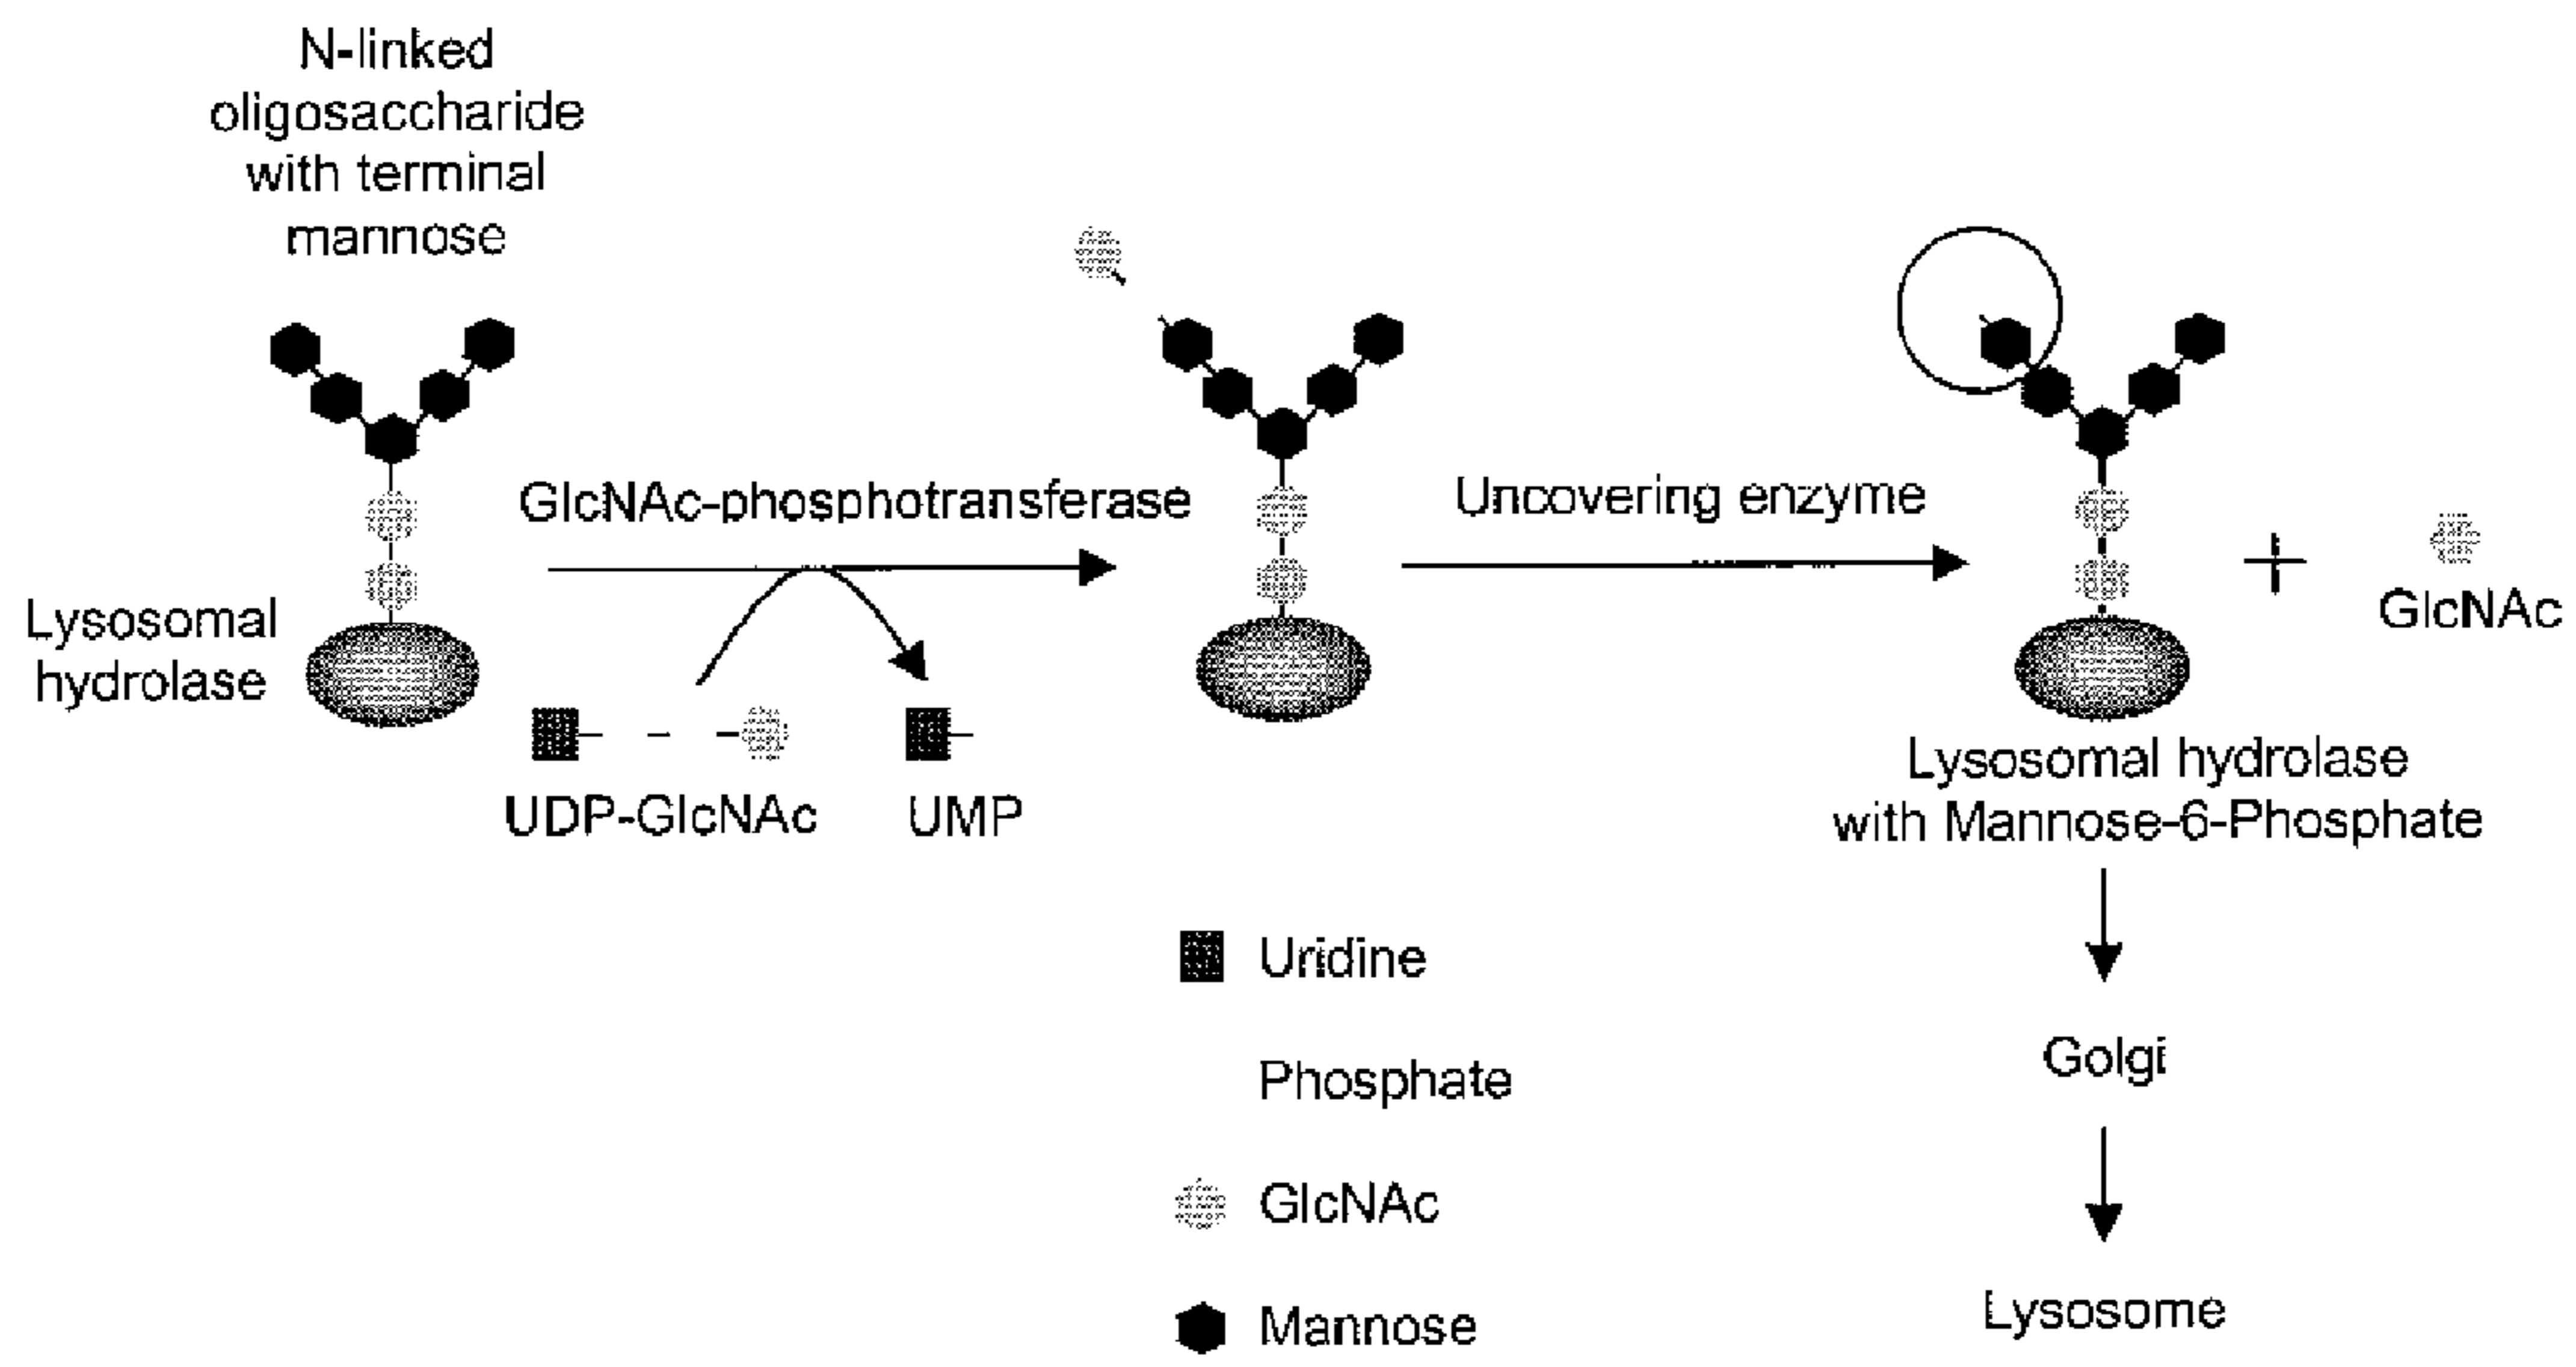 N-linked
oligosaccharide
with terminal
mannose
GlcNAc-phosphotransferase
Uncovering enzyme
Lysosomal
hydrolase
GlcNAc
UDP-GlcNAc
UMP
Lysosomal hydrolase
with Mannose-6-Phosphate
Uridine
Phosphate
GlcNAc
Mannose
Golgi
Lysosome